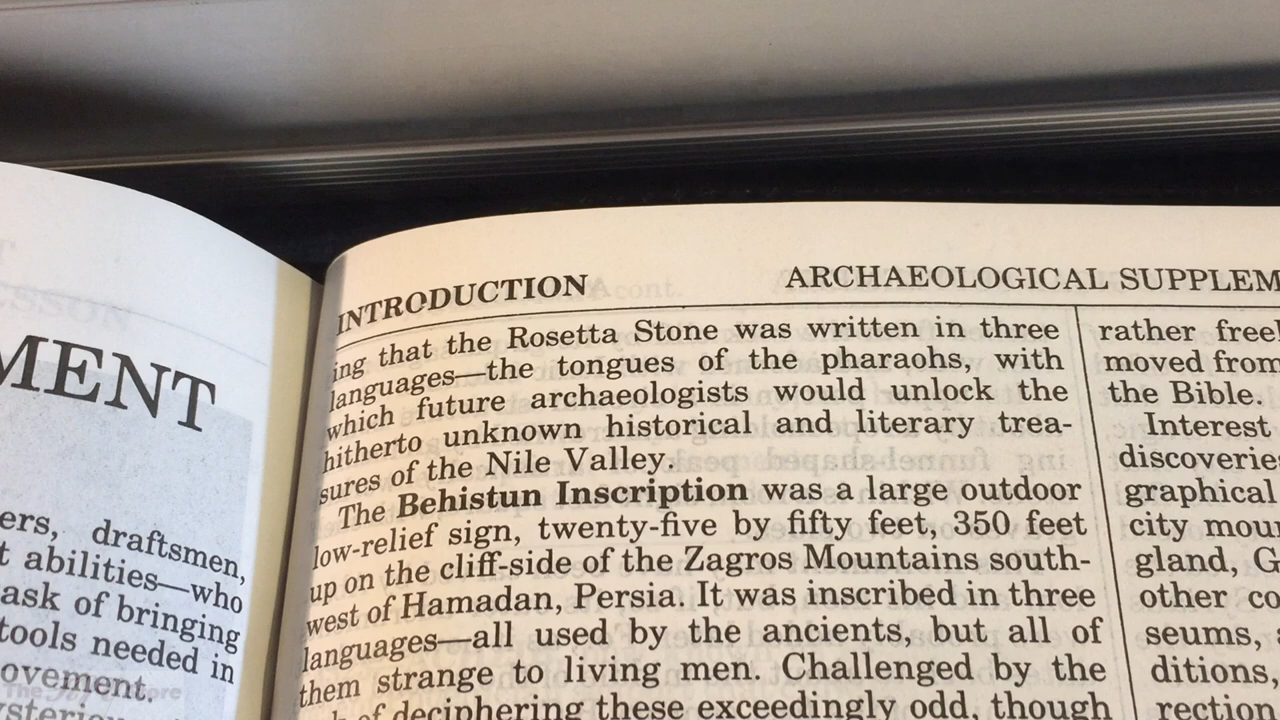 MENT
ers, draftsmen,
t abilities—who
ask of bringing
tools needed in
ovement.
INTRODUCTION
ARCHAEOLOGICAL SUPPLEM
ing that the Rosetta Stone was written in three
languages—the tongues of the pharaohs, with
which future archaeologists would unlock the
hitherto unknown historical and literary trea-
sures of the Nile Valley.
The Behistun Inscription was a large outdoor
low-relief sign, twenty-five by fifty feet, 350 feet
up on the cliff-side of the Zagros Mountains south-
west of Hamadan, Persia. It was inscribed in three
languages—all used by the ancients, but all of
them strange to living men. Challenged by the
of deciphering these exceedingly odd, though
rather freel
moved from
the Bible.
Interest
discoverie
graphical
city moun
gland, G
other co
seums,
ditions,
rection